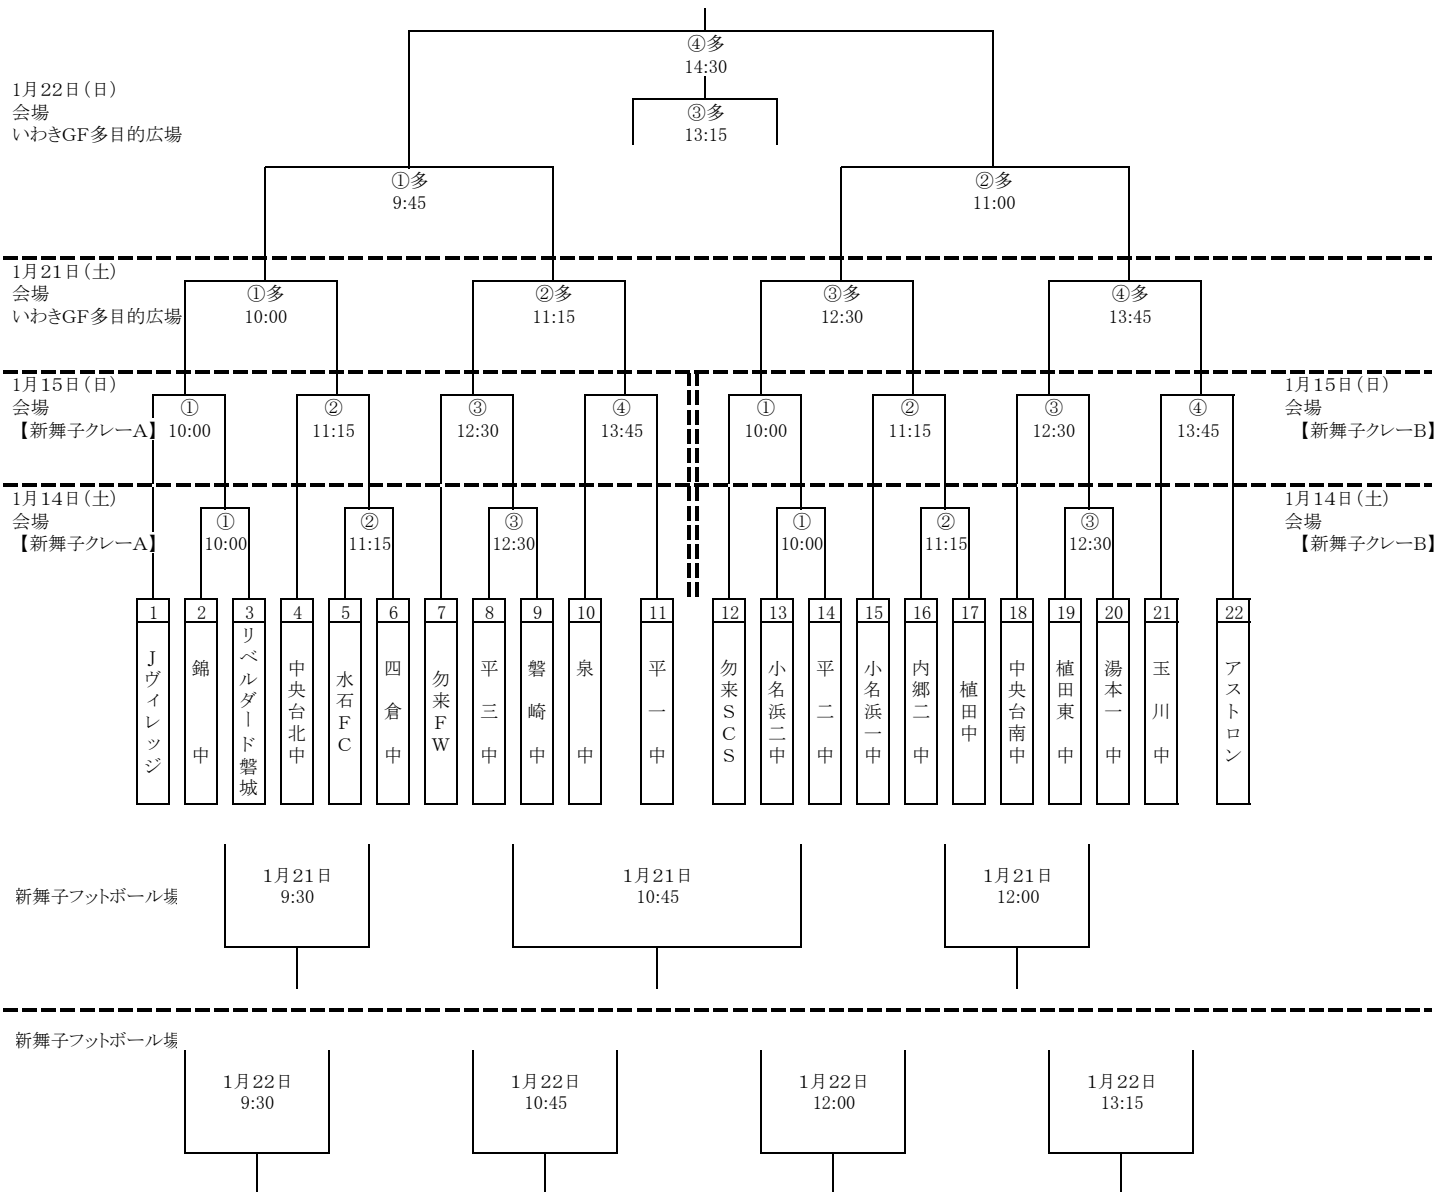 ④多
14:30
1月22日(日)
会場
いわきGF多目的広場
③多
13:15
①多
9:45
②多
11:00
1月21日(土)
会場
いわきGF多目的広場
①多
10:00
②多
11:15
③多
12:30
④多
13:45
1月15日(日)
会場
【新舞子クレーA】
①
10:00
②
11:15
③
12:30
④
13:45
①
10:00
②
11:15
③
12:30
④
13:45
1月15日(日)
会場
【新舞子クレーB】
1月14日(土)
会場
【新舞子クレーA】
①
10:00
②
11:15
③
12:30
①
10:00
②
11:15
③
12:30
1月14日(土)
会場
【新舞子クレーB】
1
Jヴィレッジ
2
錦中
3
リベルダード磐城
4
中央台北中
5
水石FC
6
四倉中
7
勿来FW
8
平三中
9
磐崎中
10
泉中
11
平一中
12
勿来SCS
13
小名浜二中
14
平二中
15
小名浜一中
16
内郷二中
17
植田中
18
中央台南中
19
植田東中
20
湯本一中
21
玉川中
22
アストロン
新舞子フットボール場
1月21日
9:30
1月21日
10:45
1月21日
12:00
新舞子フットボール場
1月22日
9:30
1月22日
10:45
1月22日
12:00
1月22日
13:15